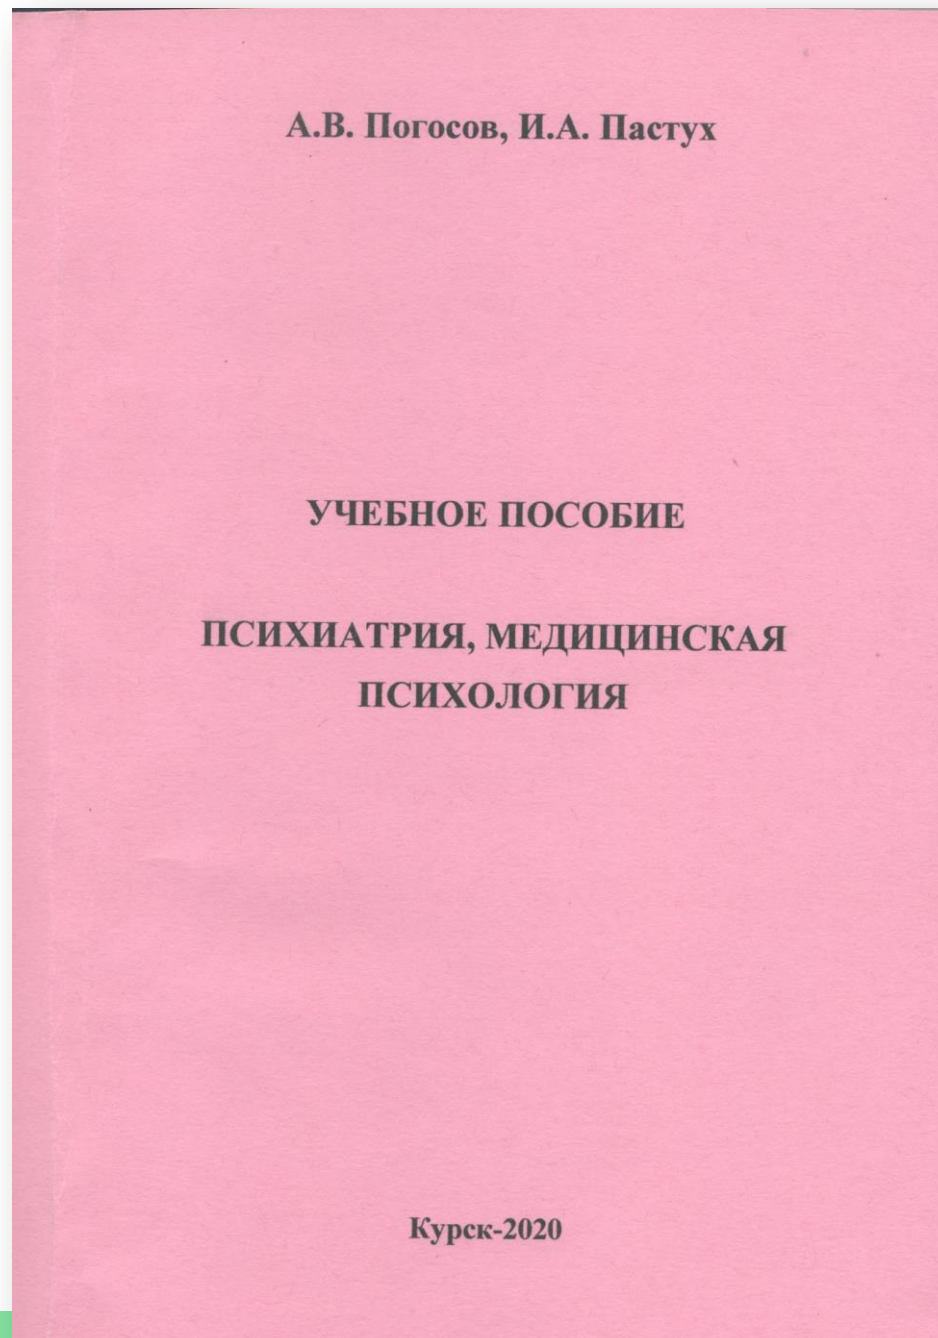 А.В. Погосов, И.А. Пастух
УЧЕБНОЕ ПОСОБИЕ
ПСИХИАТРИЯ, МЕДИЦИНСКАЯ
ПСИХОЛОГИЯ
Курск-2020